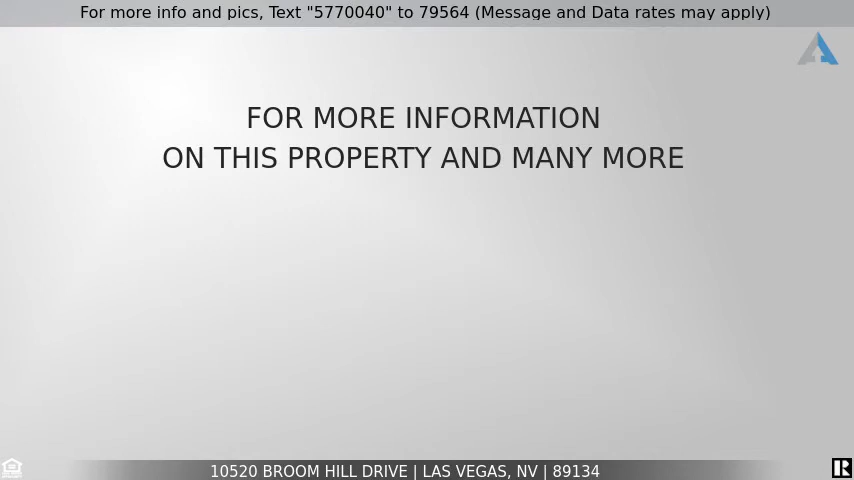 For more info and pics, Text "5770040" to 79564 (Message and Data rates may apply)
FOR MORE INFORMATION
ON THIS PROPERTY AND MANY MORE
10520 BROOM HILL DRIVE | LAS VEGAS, NV | 89134